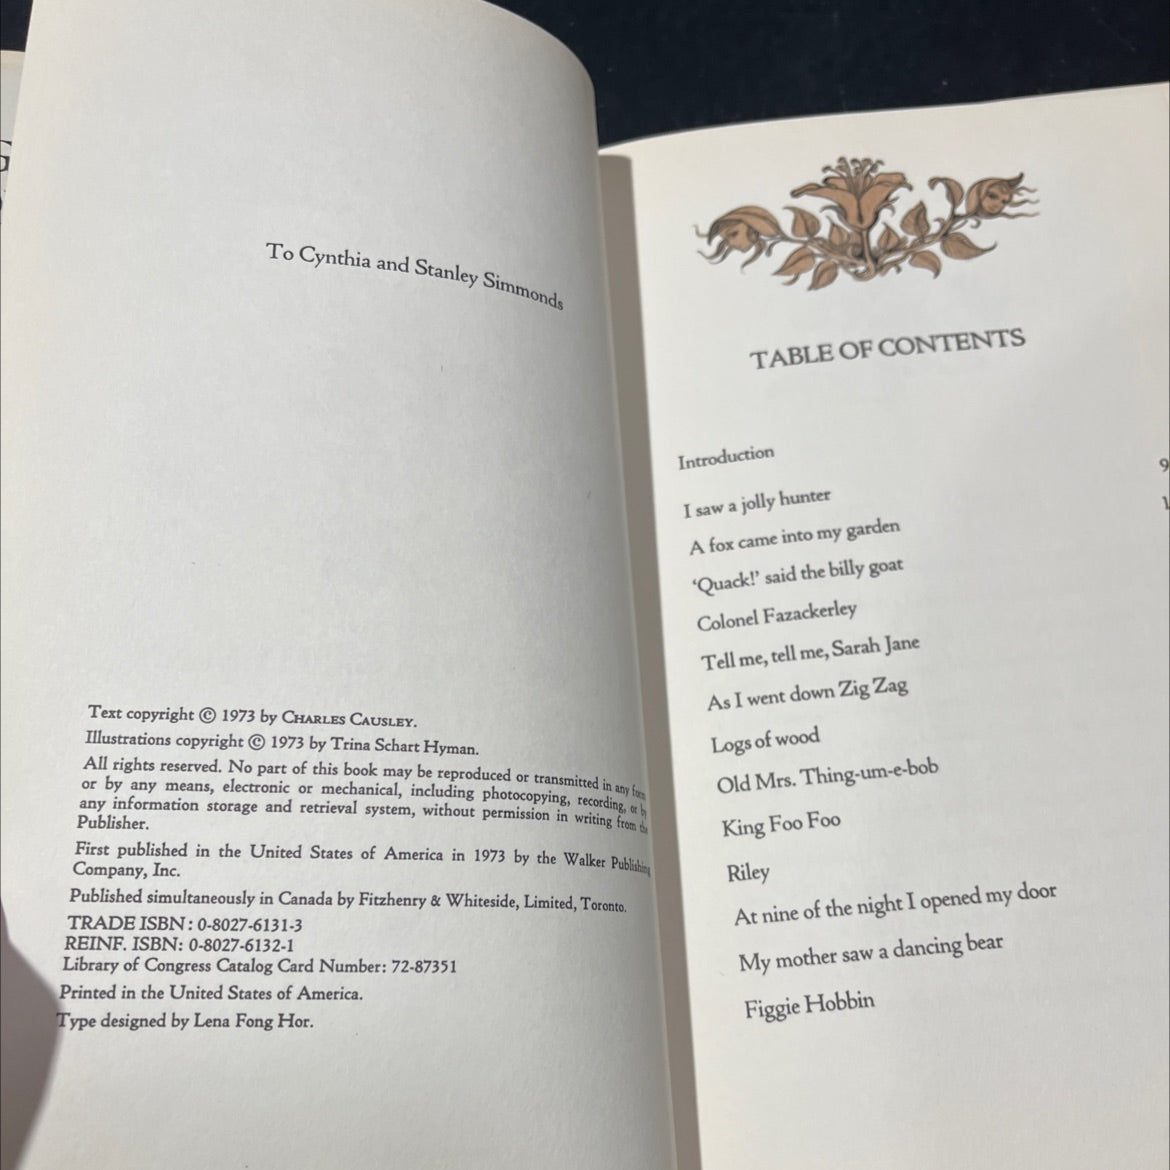 To Cynthia and Stanley Simmonds
Text copyright © 1973 by CHARLES CAUSLEY.
Illustrations copyright © 1973 by Trina Schart Hyman.
All rights reserved. No part of this book may be reproduced or transmitted in any form
or by any means, electronic or mechanical, including photocopying, recording, or by
any information storage and retrieval system, without permission in writing from the
Publisher.
First published in the United States of America in 1973 by the Walker Publishing
Company, Inc.
Published simultaneously in Canada by Fitzhenry & Whiteside, Limited, Toronto.
TRADE ISBN: 0-8027-6131-3
REINF. ISBN: 0-8027-6132-1
Library of Congress Catalog Card Number: 72-87351
Printed in the United States of America.
Type designed by Lena Fong Hor.
TABLE OF CONTENTS
Introduction 9
I saw a jolly hunter
A fox came into my garden
‘Quack!’ said the billy goat
Colonel Fazackerley
Tell me, tell me, Sarah Jane
As I went down Zig Zag
Logs of wood
Old Mrs. Thing-um-e-bob
King Foo Foo
Riley
At nine of the night I opened my door
My mother saw a dancing bear
Figgie Hobbin